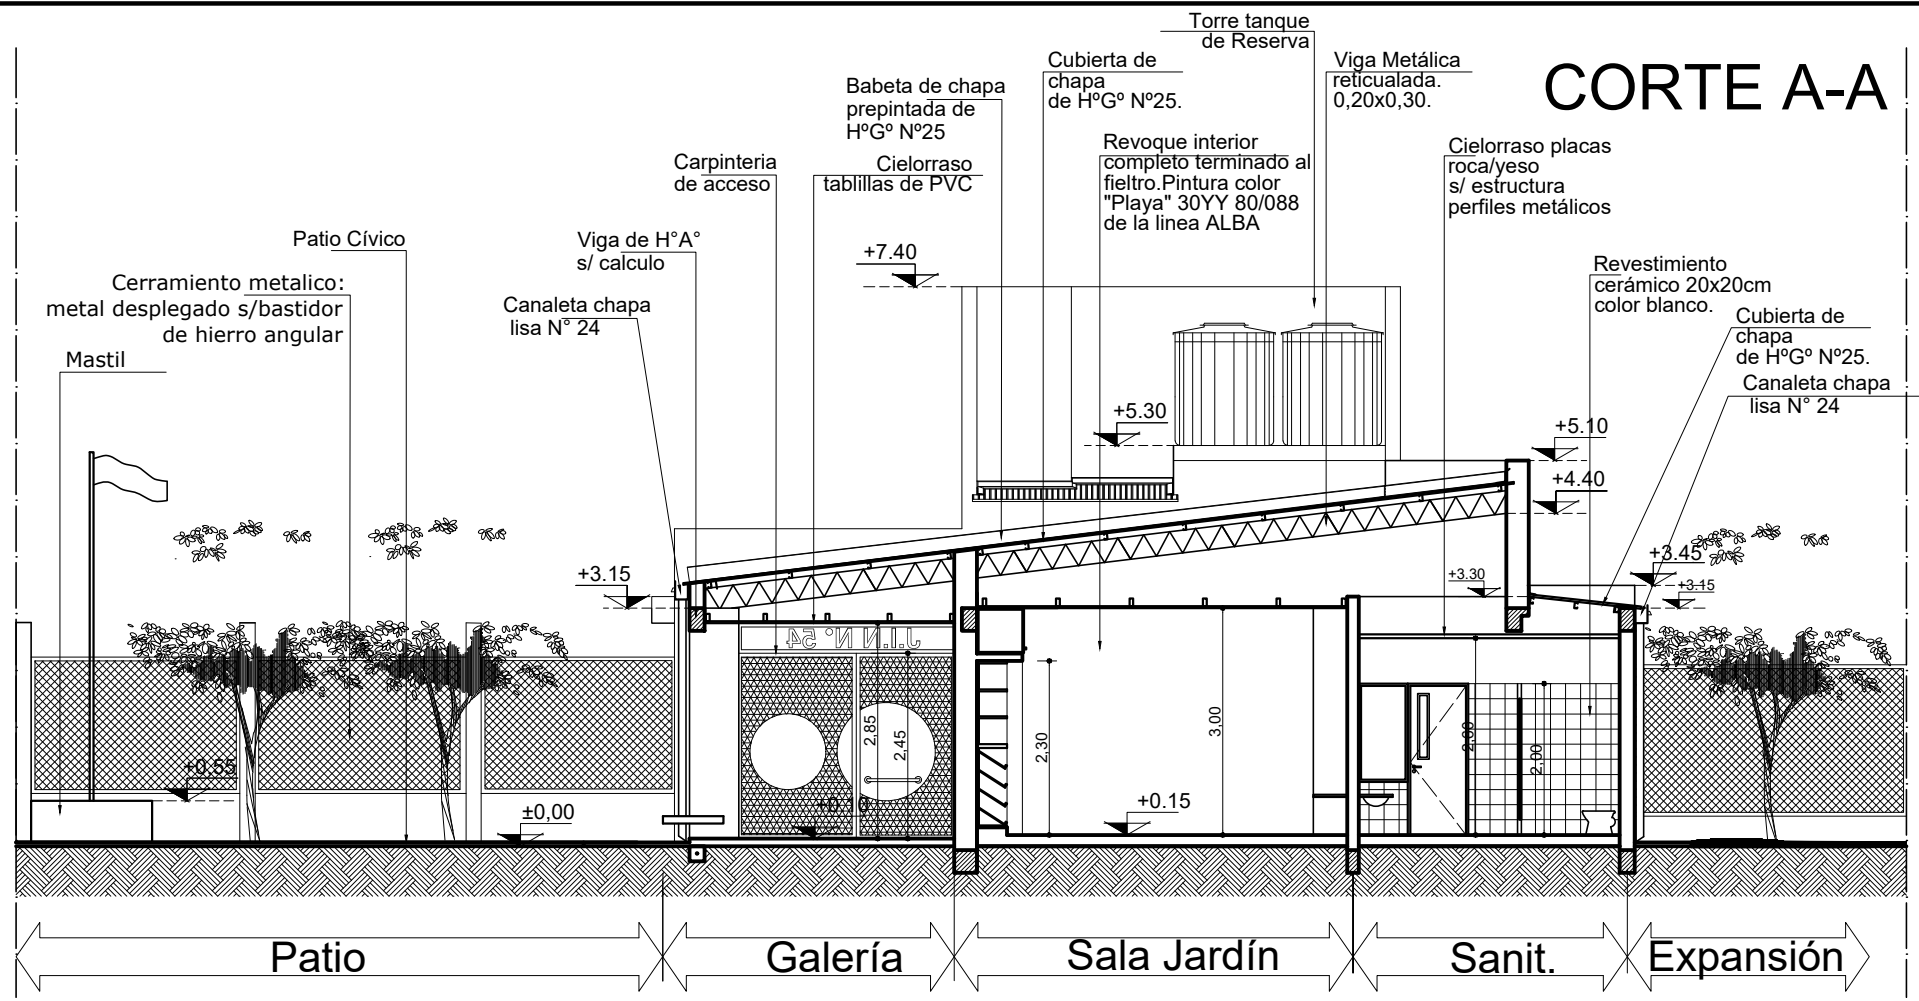 CORTE A-A
Torre tanque
de Reserva
Cubierta de
chapa
de HºGº Nº25.
Viga Metálica
reticualada.
0,20x0,30.
Babeta de chapa
prepintada de
HºGº Nº25
Revoque interior
completo terminado al
fieltro.Pintura color
"Playa" 30YY 80/088
de la linea ALBA
Cielorraso placas
roca/yeso
s/ estructura
perfiles metálicos
Carpinteria
de acceso
Cielorraso
tablillas de PVC
Patio Cívico
Viga de H°A°
s/ calculo
Cerramiento metalico:
metal desplegado s/bastidor
de hierro angular
Canaleta chapa
lisa N° 24
Mastil
Revestimiento
cerámico 20x20cm
color blanco.
Cubierta de
chapa
de HºGº Nº25.
Canaleta chapa
lisa N° 24
+7.40
+5.30
+5.10
+4.40
+3.45
+3.15
+3.30
+3.15
J.I.N N° 54
2,85
2,45
2,30
3,00
2,00
+0,55
±0,00
+0.10
+0.15
Patio
Galería
Sala Jardín
Sanit.
Expansión